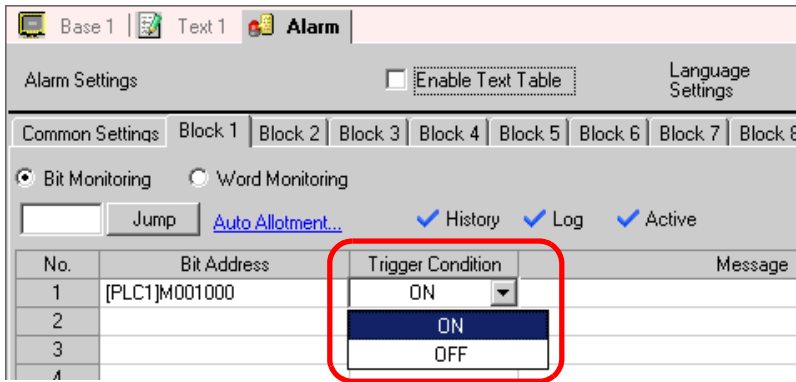 Base 1 Text 1 Alarm
Alarm Settings Enable Text Table Language Settings
Common Settings Block 1 Block 2 Block 3 Block 4 Block 5 Block 6 Block 7 Block 8
Bit Monitoring Word Monitoring
Jump Auto Allotment... History Log Active
No. Bit Address Trigger Condition Message
1 [PLC1]M001000 ON
2 ON
3 OFF
4